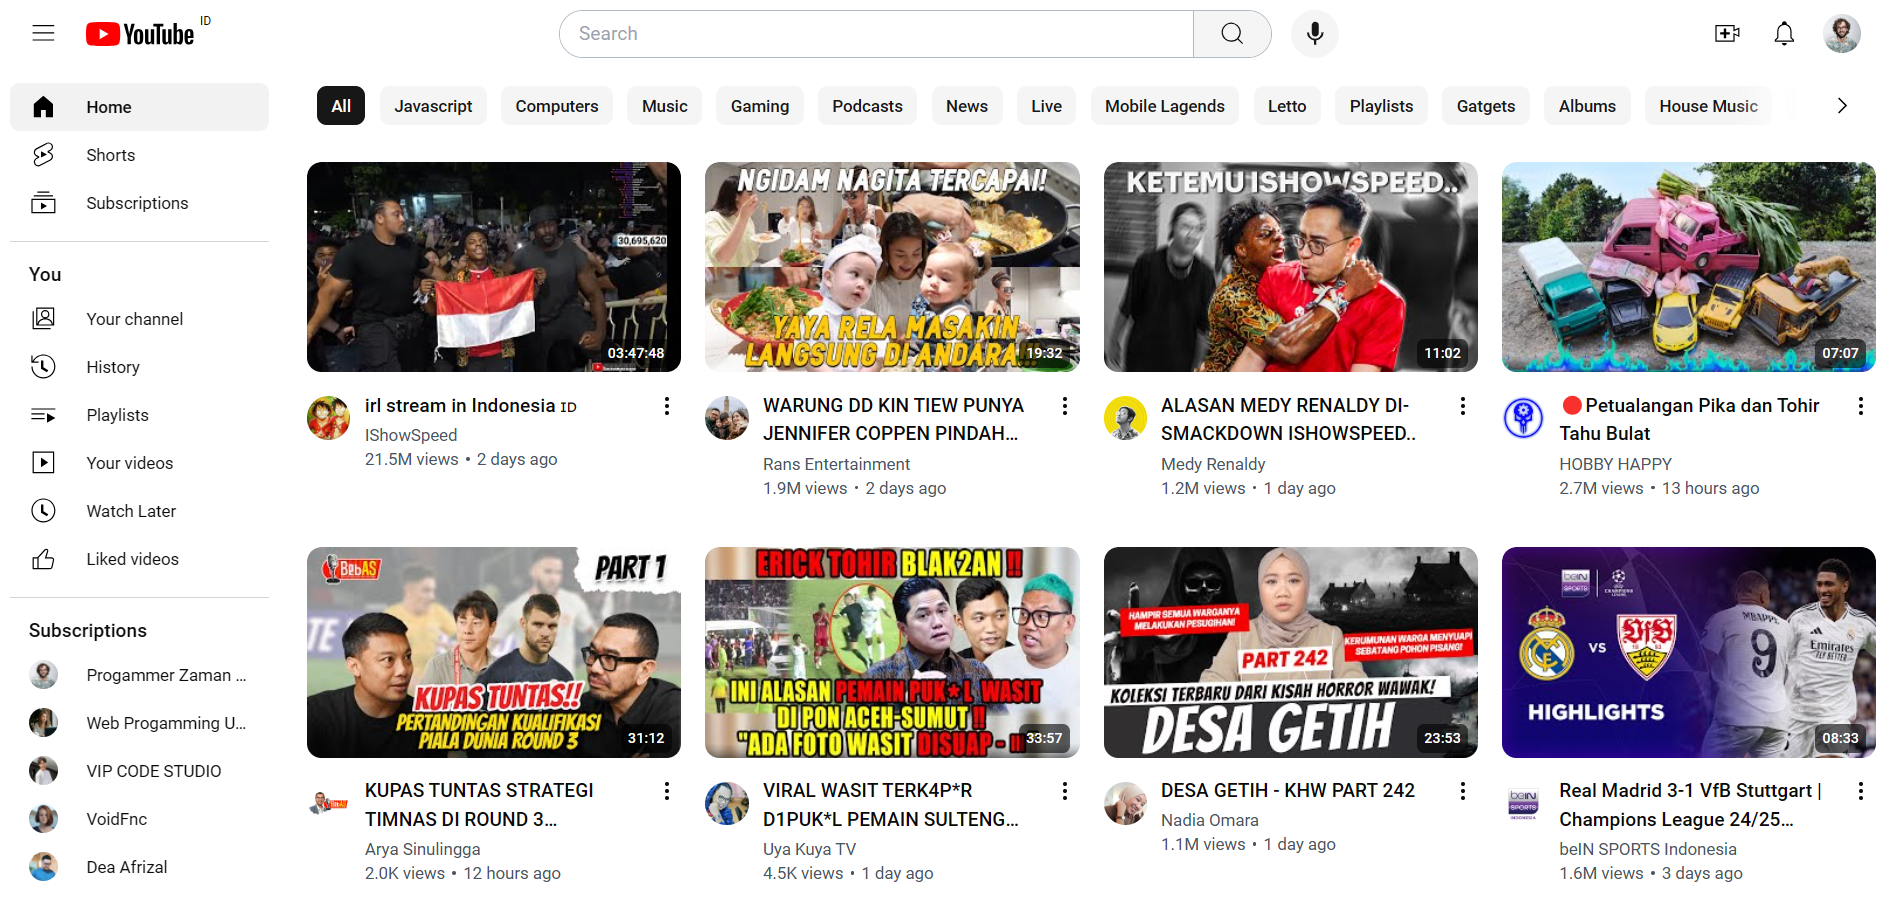 YouTube ID
Search
Home
Shorts
Subscriptions
You
Your channel
History
Playlists
Your videos
Watch Later
Liked videos
Subscriptions
Progammer Zaman ...
Web Progamming U...
VIP CODE STUDIO
VoidFnc
Dea Afrizal
All
Javascript
Computers
Music
Gaming
Podcasts
News
Live
Mobile Lagends
Letto
Playlists
Gatgets
Albums
House Music
30,695,620
03:47:48
irl stream in Indonesia ID
IShowSpeed
21.5M views • 2 days ago
NGIDAM NAGITA TERCAPAI!
YAYA RELA MASAKIN
LANGSUNG DI ANDARA!!!
19:32
WARUNG DD KIN TIEW PUNYA
JENNIFER COPPEN PINDAH...
Rans Entertainment
1.9M views • 2 days ago
KETEMU ISHOWSPEED..
11:02
ALASAN MEDY RENALDY DI-
SMACKDOWN ISHOWSPEED..
Medy Renaldy
1.2M views • 1 day ago
07:07
🔴Petualangan Pika dan Tohir
Tahu Bulat
HOBBY HAPPY
2.7M views • 13 hours ago
BebAS
PART 1
KUPAS TUNTAS!!
PERTANDINGAN KUALIFIKASI
PIALA DUNIA ROUND 3
31:12
KUPAS TUNTAS STRATEGI
TIMNAS DI ROUND 3...
Arya Sinulingga
2.0K views • 12 hours ago
ERICK TOHIR BLAK2AN !!
INI ALASAN PEMAIN PUK*L WASIT
DI PON ACEH-SUMUT !!
"ADA FOTO WASIT DISUAP - !!
33:57
VIRAL WASIT TERK4P*R
D1PUK*L PEMAIN SULTENG...
Uya Kuya TV
4.5K views • 1 day ago
HAMPIR SEMUA WARGANYA
MELAKUKAN PESUGIHAN!
KERUMUNAN WARGA MENYUAPI
SEBATANG POHON PISANG!
PART 242
KOLEKSI TERBARU DARI KISAH HORROR WAWAK!
DESA GETIH
23:53
DESA GETIH - KHW PART 242
Nadia Omara
1.1M views • 1 day ago
beIN
SPORTS
CHAMPIONS
LEAGUE
VS
VfB
MBAPPÉ
9
Emirates
FLY BETTER
HIGHLIGHTS
08:33
beIN
SPORTS
INDONESIA
Real Madrid 3-1 VfB Stuttgart |
Champions League 24/25...
beIN SPORTS Indonesia
1.6M views • 3 days ago